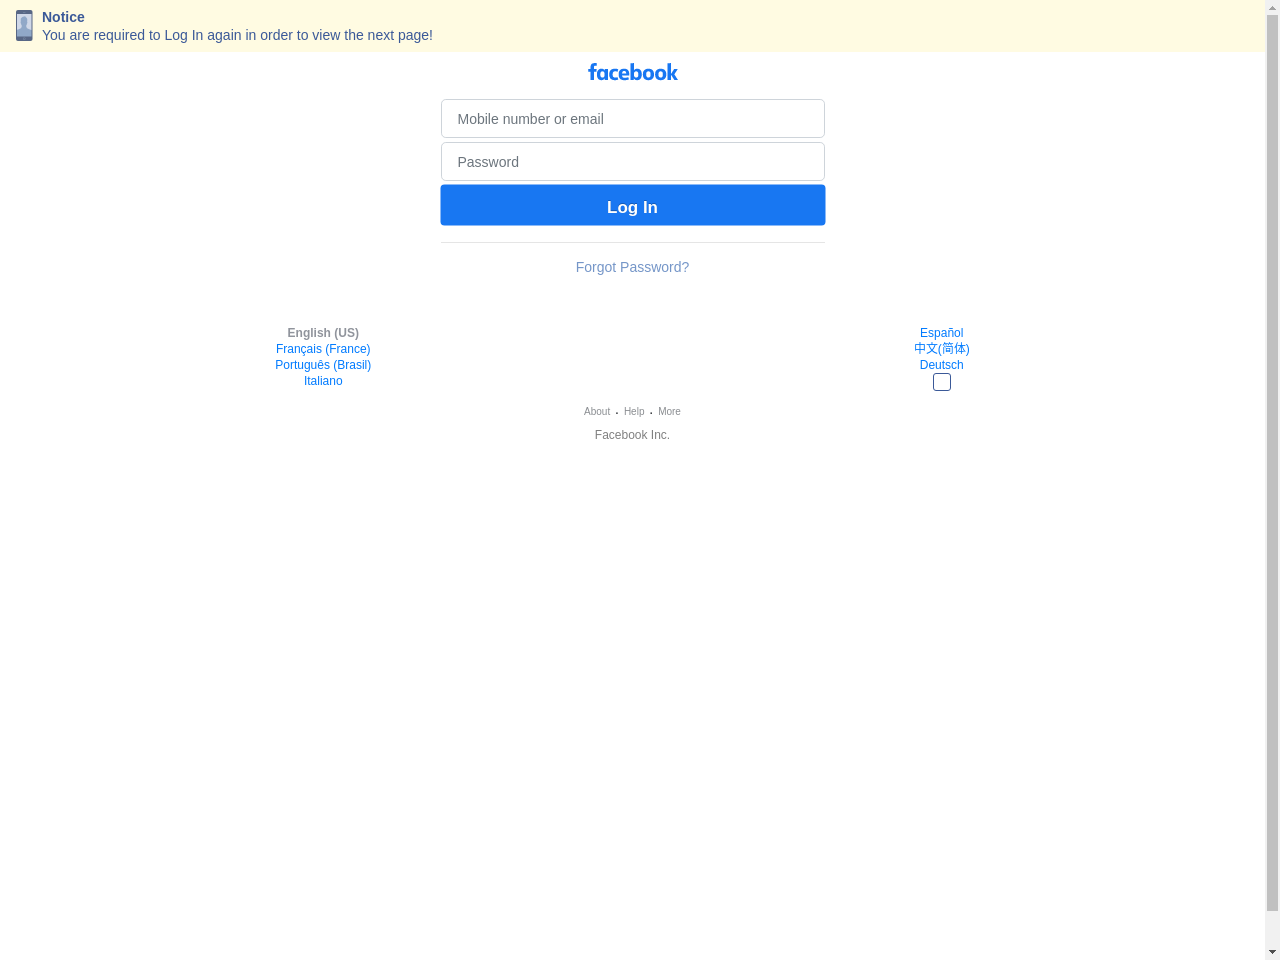 Notice
You are required to Log In again in order to view the next page!
facebook
Mobile number or email
Password
Log In
Forgot Password?
English (US)
Español
Français (France)
中文(简体)
Português (Brasil)
Deutsch
Italiano
About · Help · More
Facebook Inc.